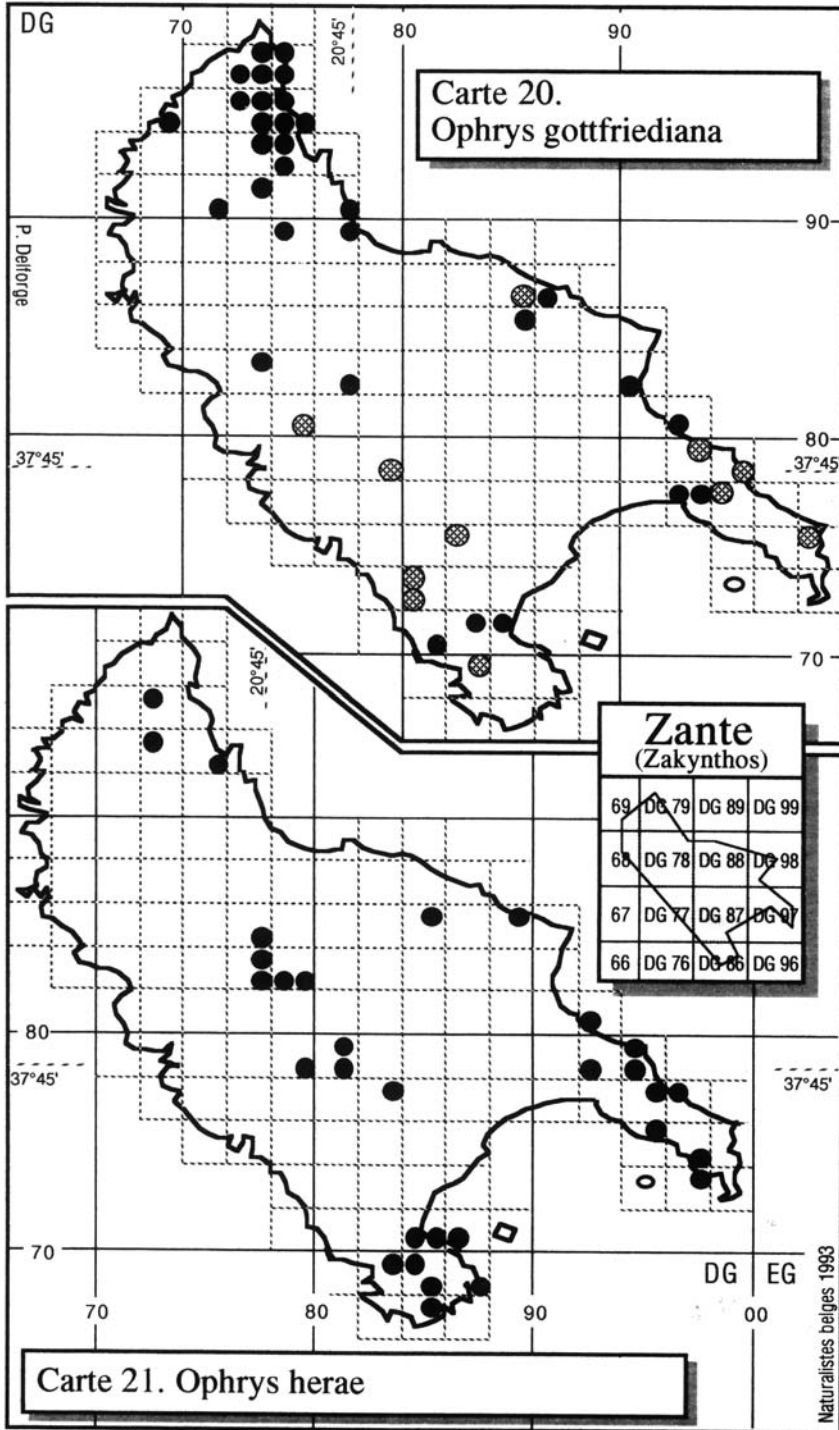 DG
70
80
90
20°45'
Carte 20.
Ophrys gottfriediana
90
P. Delforge
80
37°45'
37°45'
70
Zante
(Zakynthos)
69 DG 79 DG 89 DG 99
68 DG 78 DG 88 DG 98
67 DG 77 DG 87 DG 97
66 DG 76 DG 86 DG 96
20°45'
80
37°45'
37°45'
70
DG EG
70
80
90
00
Carte 21. Ophrys herae
Naturalistes belges 1993